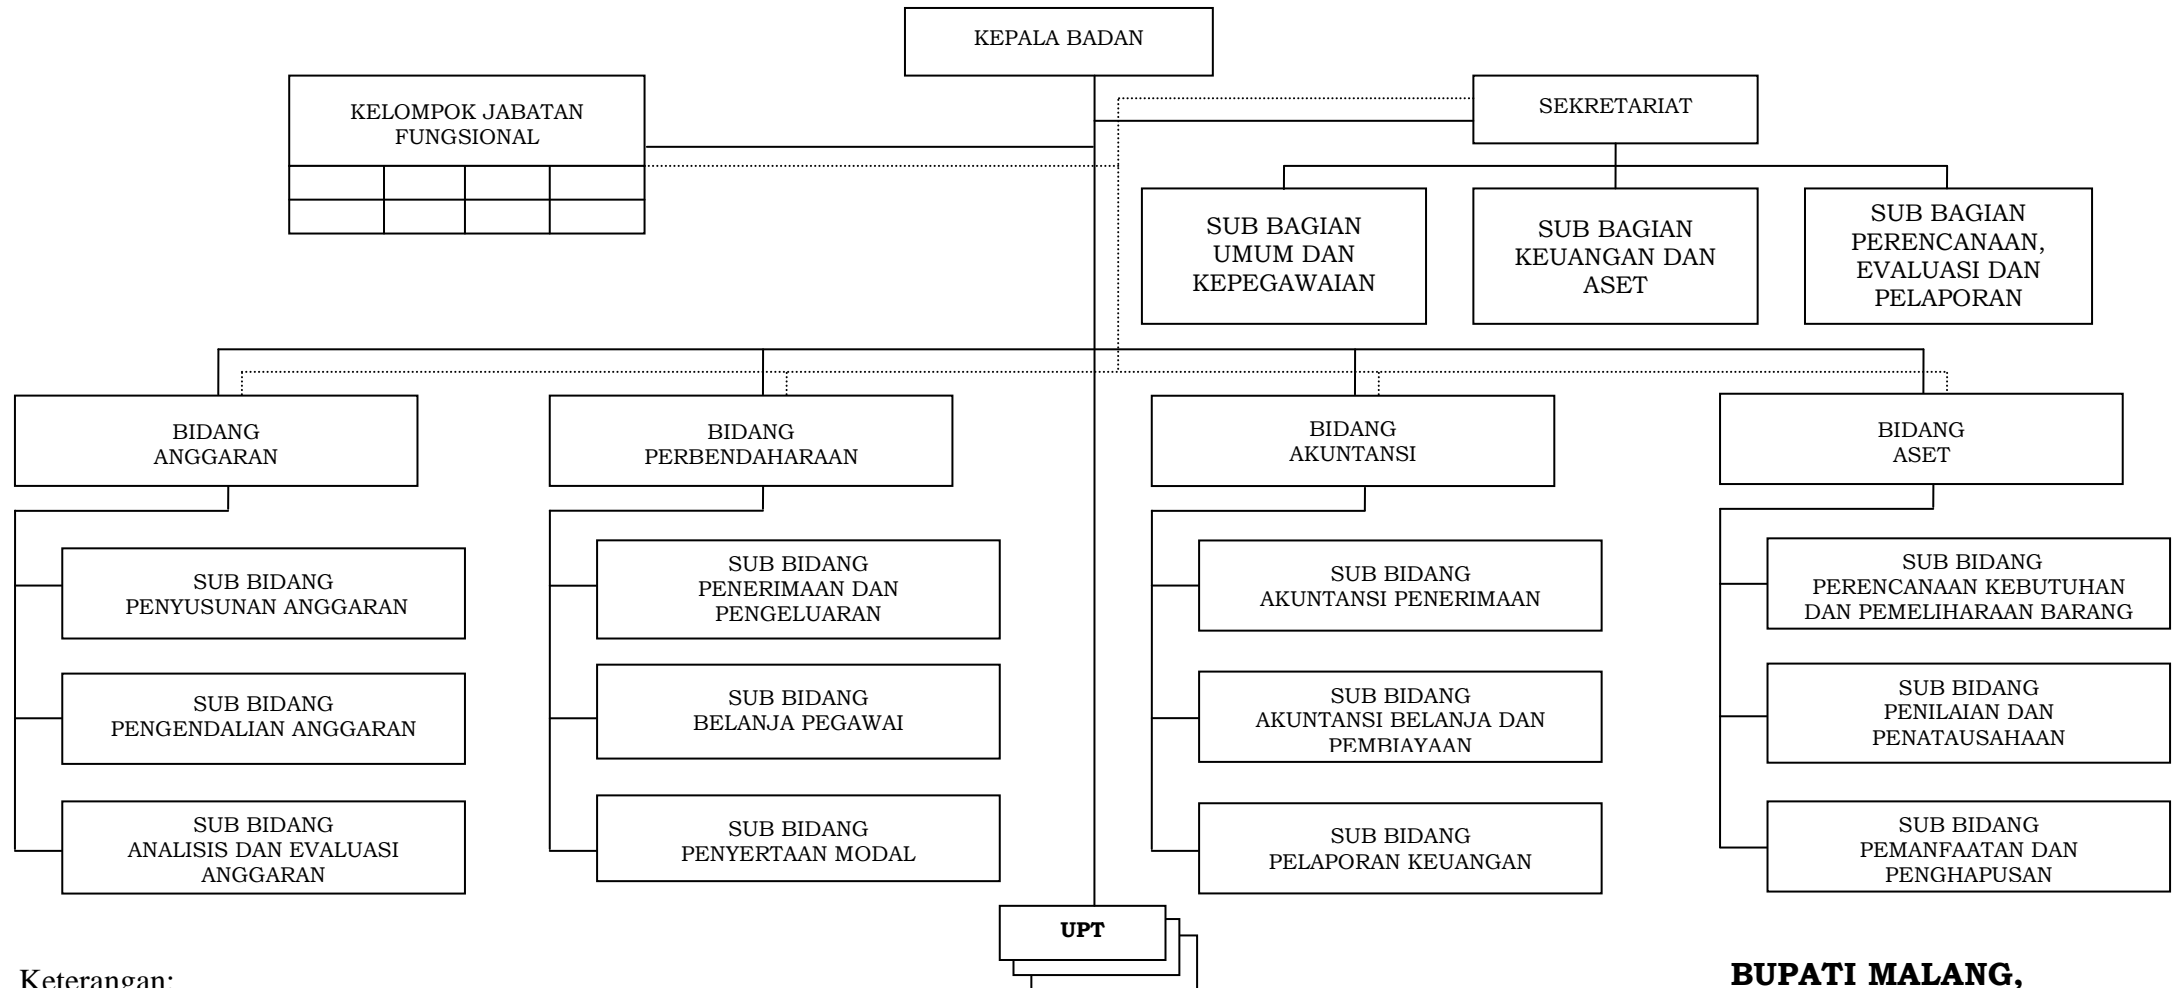 KEPALA BADAN
KELOMPOK JABATAN
FUNGSIONAL
SEKRETARIAT
SUB BAGIAN
UMUM DAN
KEPEGAWAIAN
SUB BAGIAN
KEUANGAN DAN
ASET
SUB BAGIAN
PERENCANAAN,
EVALUASI DAN
PELAPORAN
BIDANG
ANGGARAN
BIDANG
PERBENDAHARAAN
BIDANG
AKUNTANSI
BIDANG
ASET
SUB BIDANG
PENYUSUNAN ANGGARAN
SUB BIDANG
PENERIMAAN DAN
PENGELUARAN
SUB BIDANG
AKUNTANSI PENERIMAAN
SUB BIDANG
PERENCANAAN KEBUTUHAN
DAN PEMELIHARAAN BARANG
SUB BIDANG
PENGENDALIAN ANGGARAN
SUB BIDANG
BELANJA PEGAWAI
SUB BIDANG
AKUNTANSI BELANJA DAN
PEMBIAYAAN
SUB BIDANG
PENILAIAN DAN
PENATAUSAHAAN
SUB BIDANG
ANALISIS DAN EVALUASI
ANGGARAN
SUB BIDANG
PENYERTAAN MODAL
SUB BIDANG
PELAPORAN KEUANGAN
SUB BIDANG
PEMANFAATAN DAN
PENGHAPUSAN
UPT
Keterangan:
BUPATI MALANG,